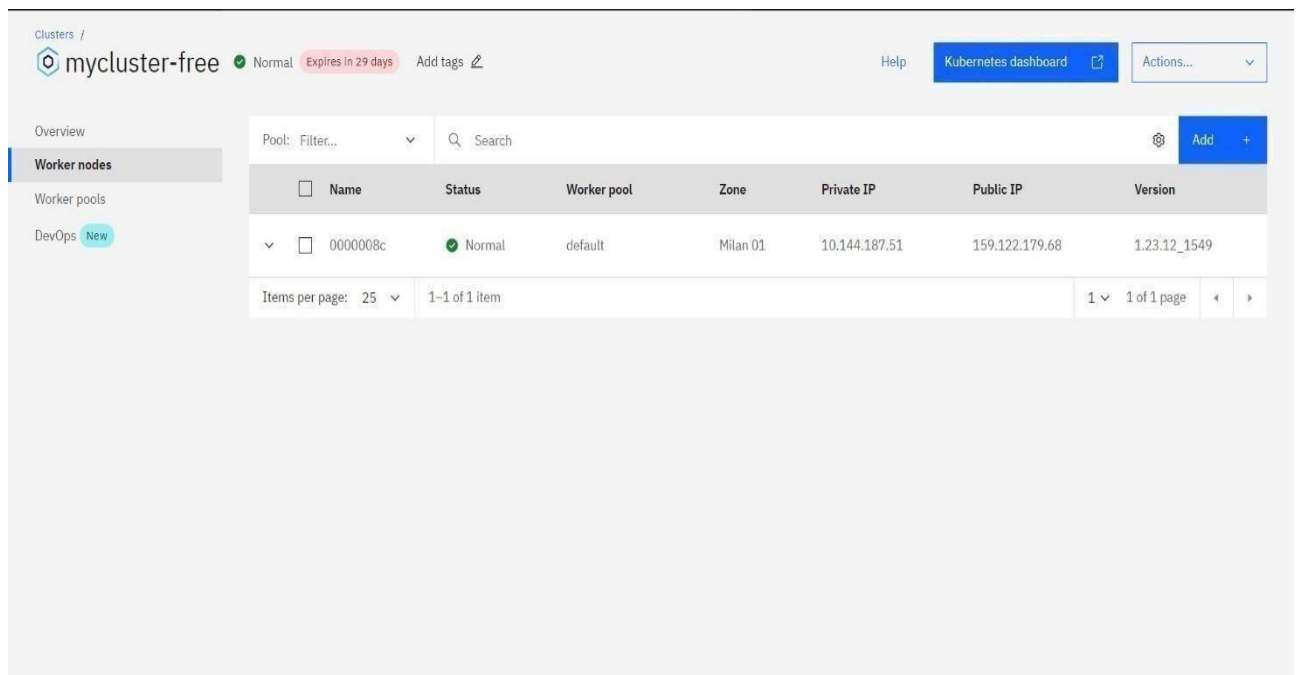 Clusters /
mycluster-free Normal Expires in 29 days Add tags Help Kubernetes dashboard Actions...
Overview
Worker nodes
Worker pools
DevOps New
Pool: Filter... Search Add +
Name Status Worker pool Zone Private IP Public IP Version
0000008c Normal default Milan 01 10.144.187.51 159.122.179.68 1.23.12_1549
Items per page: 25 1–1 of 1 item 1 1 of 1 page